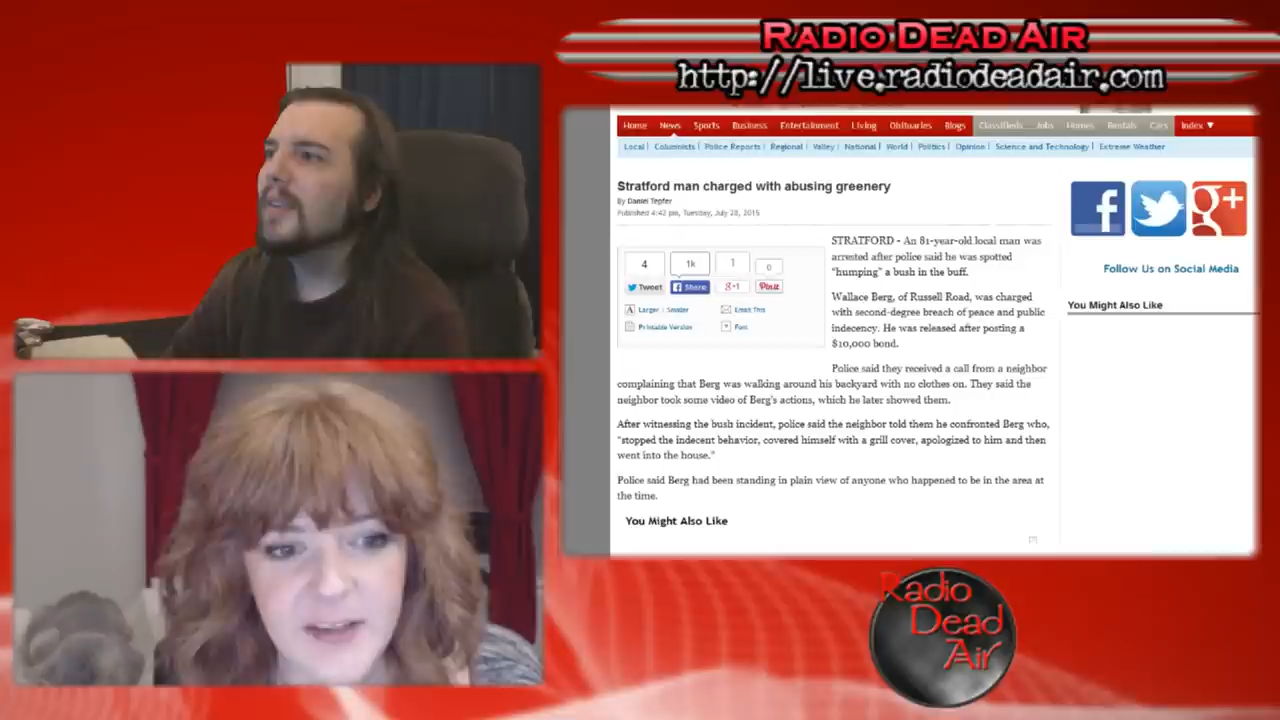 Radio Dead Air
http://live.radiodeadair.com
Home News Sports Business Entertainment Living Obituaries Blogs Classifieds Jobs Homes Rentals Cars Index ▼
Local | Columnists | Police Reports | Regional | Valley | National | World | Politics | Opinion | Science and Technology | Extreme Weather
Stratford man charged with abusing greenery
By Daniel Tepfer
Published 4:42 pm, Tuesday, July 28, 2015
4 1k 1 0
Tweet Share +1 Pin it
Larger | Smaller Email This
Printable Version Font
STRATFORD - An 81-year-old local man was
arrested after police said he was spotted
"humping" a bush in the buff.
Wallace Berg, of Russell Road, was charged
with second-degree breach of peace and public
indecency. He was released after posting a
$10,000 bond.
Police said they received a call from a neighbor
complaining that Berg was walking around his backyard with no clothes on. They said the
neighbor took some video of Berg's actions, which he later showed them.
After witnessing the bush incident, police said the neighbor told them he confronted Berg who,
"stopped the indecent behavior, covered himself with a grill cover, apologized to him and then
went into the house."
Police said Berg had been standing in plain view of anyone who happened to be in the area at
the time.
You Might Also Like
f g+
Follow Us on Social Media
You Might Also Like
Radio
Dead
Air